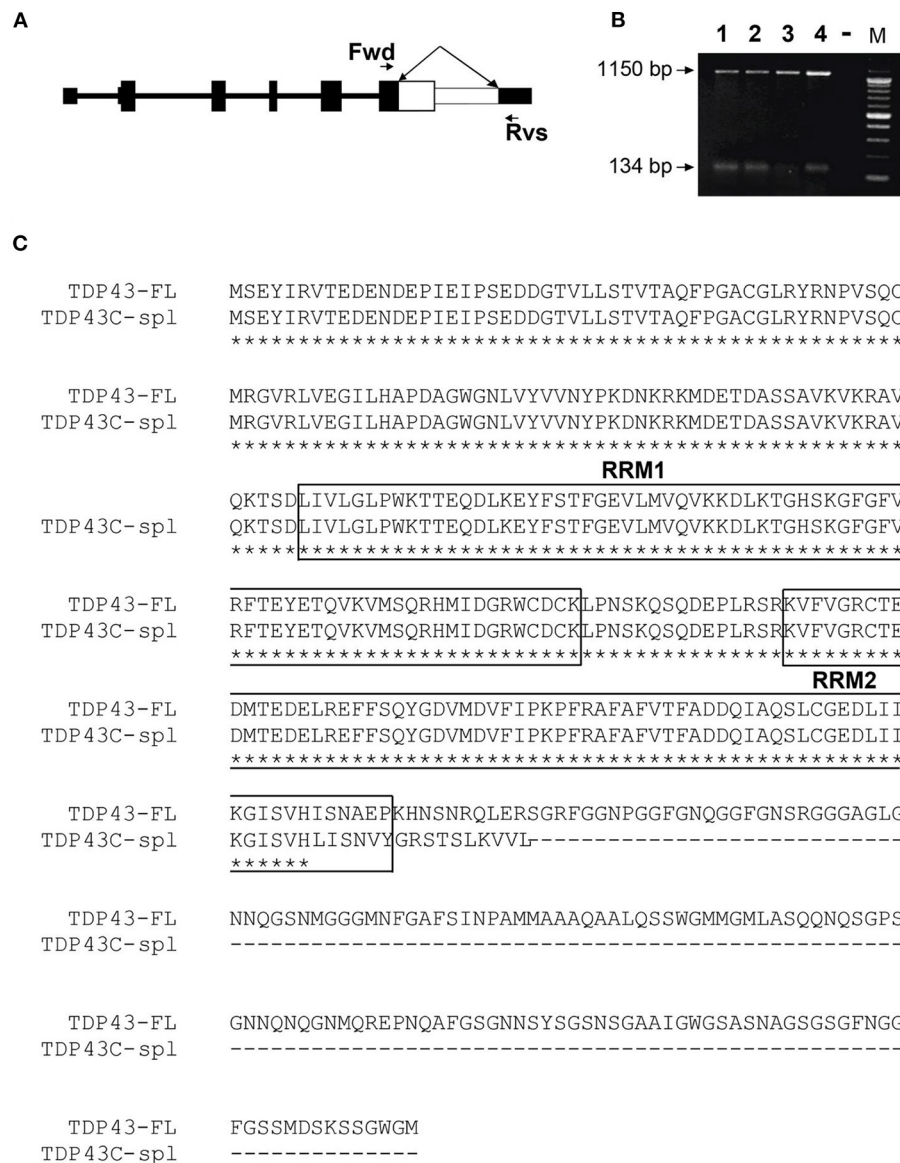 A
B
Fwd
Rvs
1 2 3 4 - M
1150 bp
134 bp
C
TDP43-FL MSEYIRVTEDENDEPIEIPSEDDGTVLLSTVTAQFPGACGLRYRNPVSQC
TDP43C-spl MSEYIRVTEDENDEPIEIPSEDDGTVLLSTVTAQFPGACGLRYRNPVSQC
**************************************************
TDP43-FL MRGVRLVEGILHAPDAGWGNLVYVVNYPKDNKRKMDETDASSAVKVKRAV
TDP43C-spl MRGVRLVEGILHAPDAGWGNLVYVVNYPKDNKRKMDETDASSAVKVKRAV
**************************************************
RRM1
QKTSDLIVLGLPWKTTEQDLKEYFSTFGEVLMVQVKKDLKTGHSKGFGFV
TDP43C-spl QKTSDLIVLGLPWKTTEQDLKEYFSTFGEVLMVQVKKDLKTGHSKGFGFV
**************************************************
TDP43-FL RFTEYETQVKVMSQRHMIDGRWCDCKLPNSKQSQDEPLRSRKVFVGRCTE
TDP43C-spl RFTEYETQVKVMSQRHMIDGRWCDCKLPNSKQSQDEPLRSRKVFVGRCTE
**************************************************
RRM2
TDP43-FL DMTEDELREFFSQYGDVMDVFIPKPFRAFAFVTFADDQIAQSLCGEDLII
TDP43C-spl DMTEDELREFFSQYGDVMDVFIPKPFRAFAFVTFADDQIAQSLCGEDLII
**************************************************
TDP43-FL KGISVHISNAEPKHNSNRQLERSGRFGGNPGGFGNQGGFGNSRGGGAGLG
TDP43C-spl KGISVHLISNVYGRSTSLKVVL----------------------------
******
TDP43-FL NNQGSNMGGGMNFGAFSINPAMMAAAQAALQSSWGMMGMLASQQNQSGPS
TDP43C-spl --------------------------------------------------
TDP43-FL GNNQNQGNMQREPNQAFGSGNNSYSGSNSGAAIGWGSASNAGSGSGFNGG
TDP43C-spl --------------------------------------------------
TDP43-FL FGSSMDSKSSGWGM
TDP43C-spl --------------